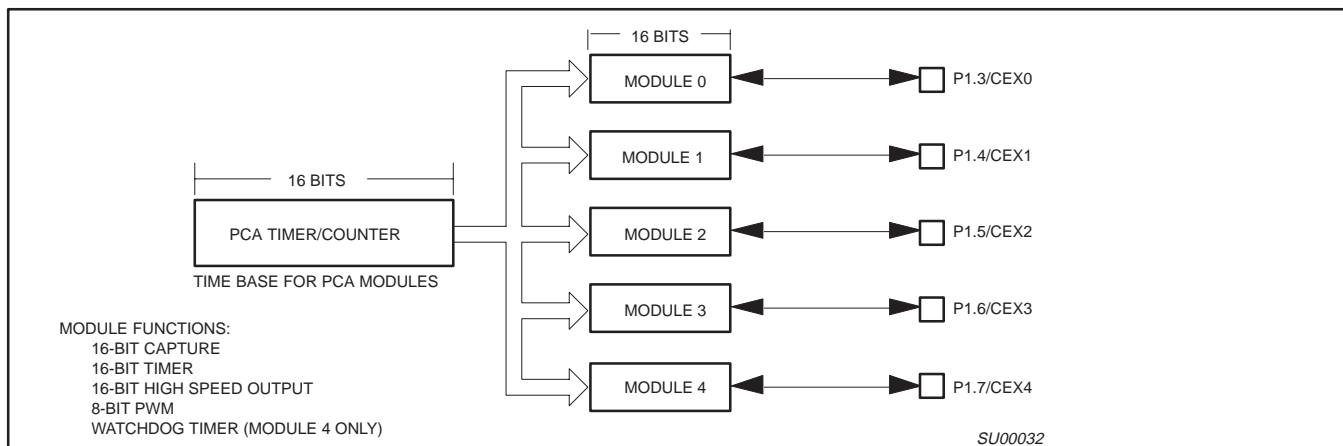 16 BITS
MODULE 0
P1.3/CEX0
MODULE 1
P1.4/CEX1
16 BITS
PCA TIMER/COUNTER
MODULE 2
P1.5/CEX2
TIME BASE FOR PCA MODULES
MODULE 3
P1.6/CEX3
MODULE FUNCTIONS:
16-BIT CAPTURE
16-BIT TIMER
16-BIT HIGH SPEED OUTPUT
8-BIT PWM
WATCHDOG TIMER (MODULE 4 ONLY)
MODULE 4
P1.7/CEX4
SU00032